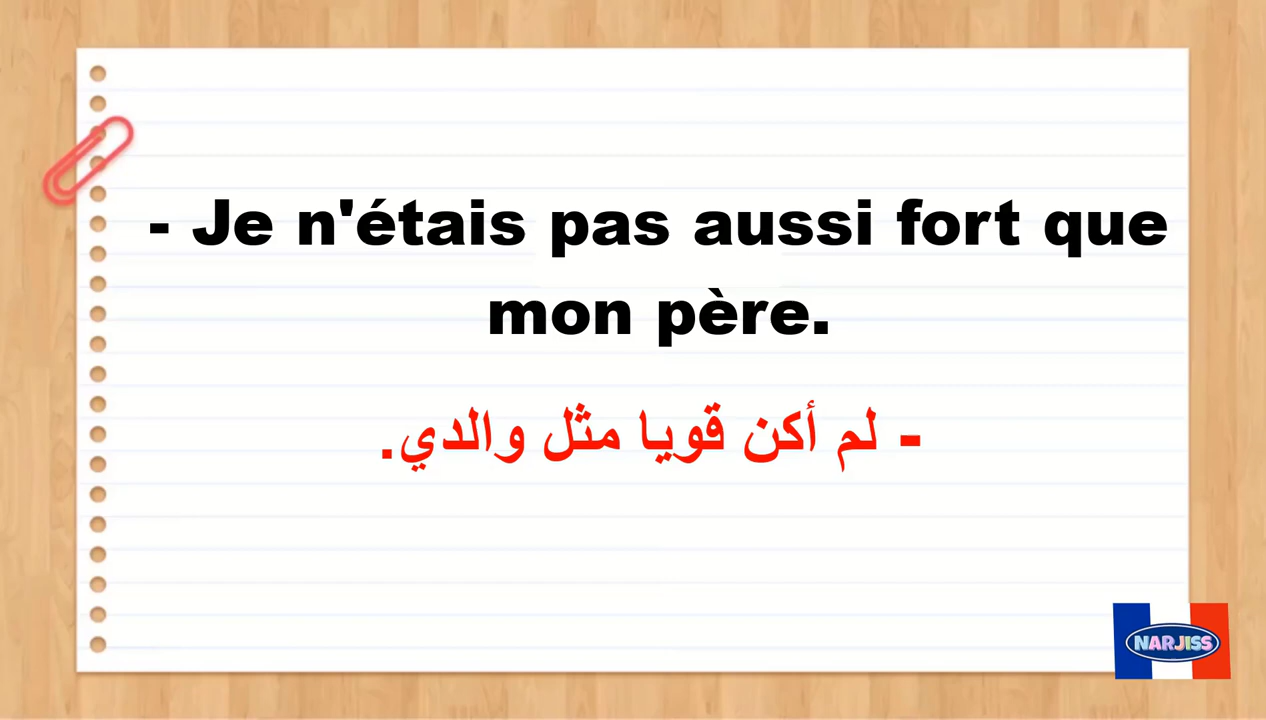 - Je n'étais pas aussi fort que
mon père.
- لم أكن قويا مثل والدي.
NARJISS